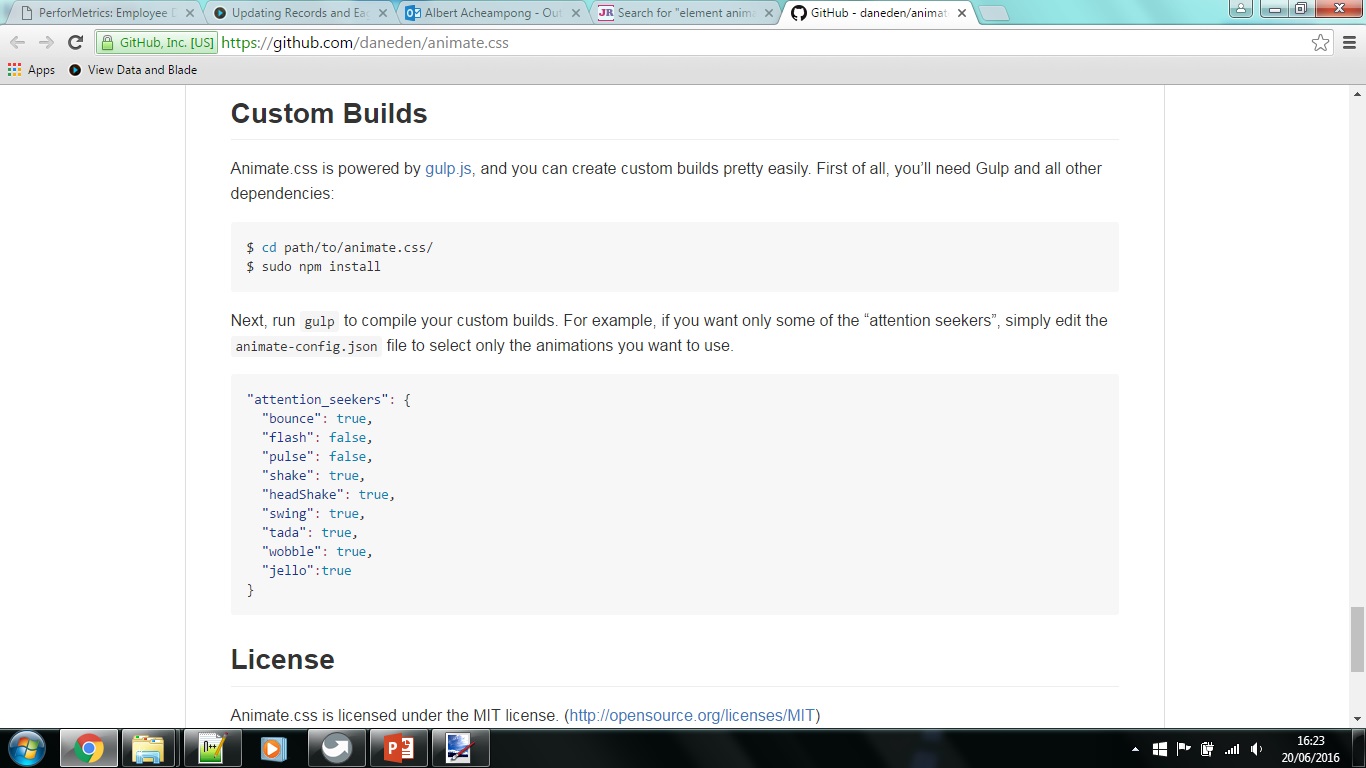 PerforMetrics: Employee D
Updating Records and Eag
Albert Acheampong - Out
JR Search for "element anima
GitHub - daneden/animate
GitHub, Inc. [US] https://github.com/daneden/animate.css
Apps View Data and Blade
Custom Builds
Animate.css is powered by gulp.js, and you can create custom builds pretty easily. First of all, you’ll need Gulp and all other
dependencies:
$ cd path/to/animate.css/
$ sudo npm install
Next, run gulp to compile your custom builds. For example, if you want only some of the “attention seekers”, simply edit the
animate-config.json file to select only the animations you want to use.
"attention_seekers": {
"bounce": true,
"flash": false,
"pulse": false,
"shake": true,
"headShake": true,
"swing": true,
"tada": true,
"wobble": true,
"jello":true
}
License
Animate.css is licensed under the MIT license. (http://opensource.org/licenses/MIT)
16:23
20/06/2016